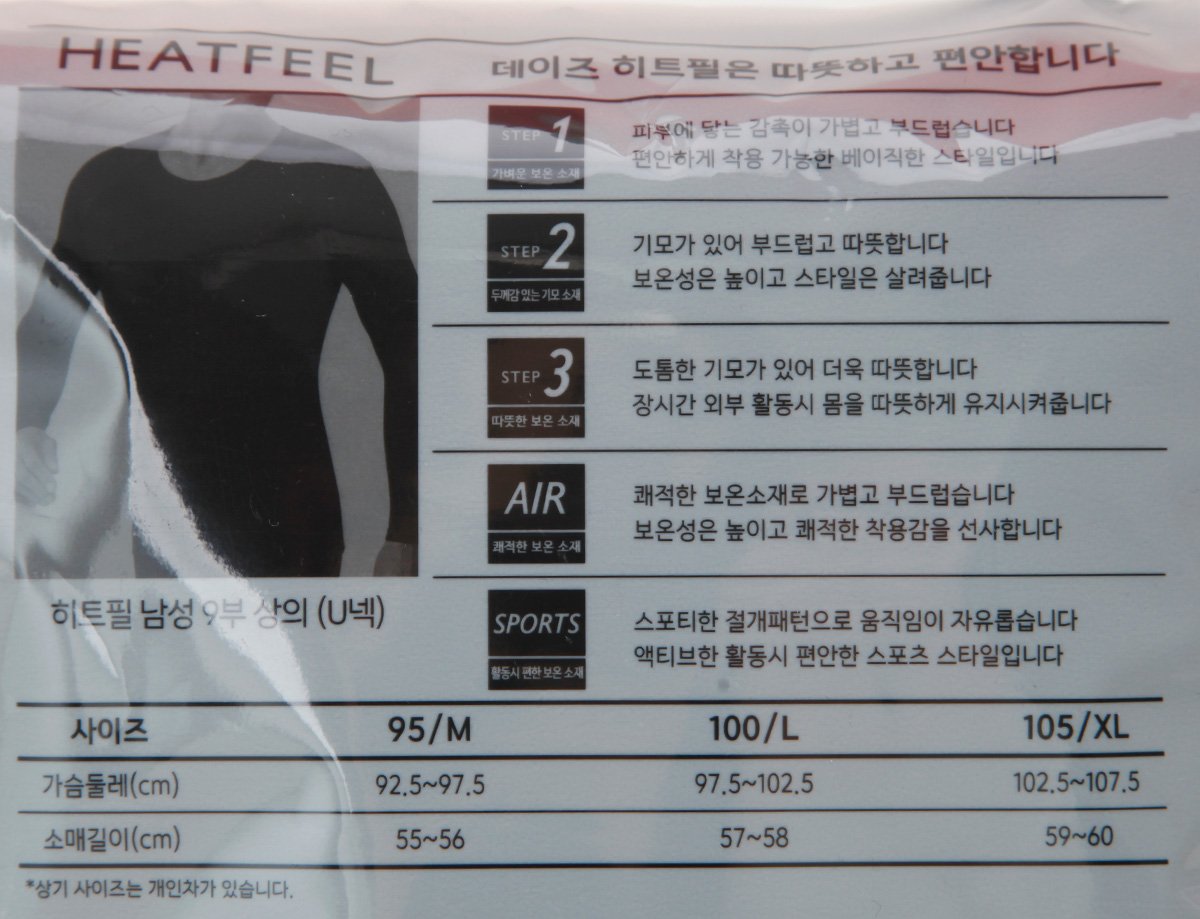 HEATFEEL
데이즈 히트필은 따뜻하고 편안합니다
STEP 1
가벼운 보온 소재
피부에 닿는 감촉이 가볍고 부드럽습니다
편안하게 착용 가능한 베이직한 스타일입니다
STEP 2
두께감 있는 기모 소재
기모가 있어 부드럽고 따뜻합니다
보온성은 높이고 스타일은 살려줍니다
STEP 3
따뜻한 보온 소재
도톰한 기모가 있어 더욱 따뜻합니다
장시간 외부 활동시 몸을 따뜻하게 유지시켜줍니다
AIR
쾌적한 보온 소재
쾌적한 보온소재로 가볍고 부드럽습니다
보온성은 높이고 쾌적한 착용감을 선사합니다
SPORTS
활동시 편한 보온 소재
스포티한 절개패턴으로 움직임이 자유롭습니다
액티브한 활동시 편안한 스포츠 스타일입니다
히트필 남성 9부 상의 (U넥)
사이즈 95/M 100/L 105/XL
가슴둘레(cm) 92.5~97.5 97.5~102.5 102.5~107.5
소매길이(cm) 55~56 57~58 59~60
*상기 사이즈는 개인차가 있습니다.